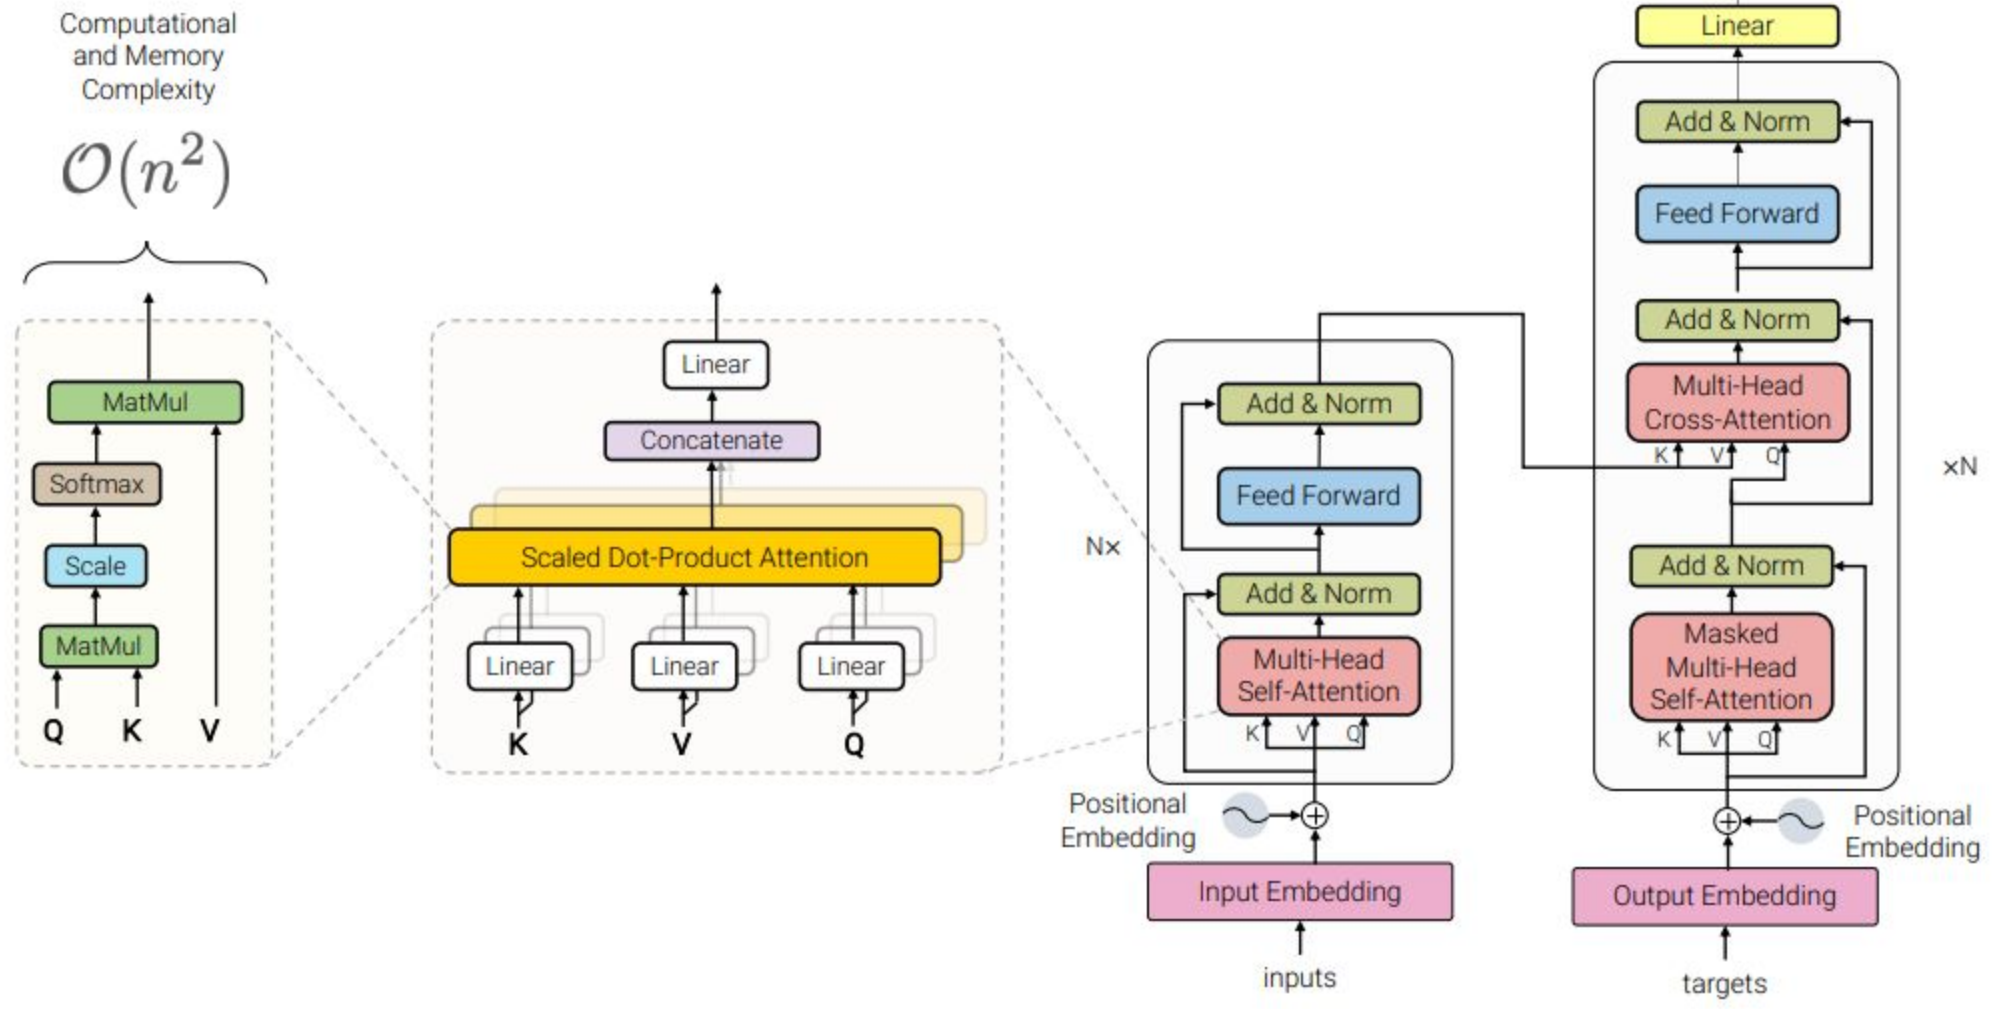 Computational
and Memory
Complexity
O(n²)
MatMul
Softmax
Scale
MatMul
Q K V
Linear
Concatenate
Scaled Dot-Product Attention
Linear Linear Linear
K V Q
N×
Add & Norm
Feed Forward
Add & Norm
Multi-Head
Self-Attention
K V Q
Positional
Embedding
Input Embedding
inputs
Linear
Add & Norm
Feed Forward
Add & Norm
Multi-Head
Cross-Attention
K V Q
×N
Add & Norm
Masked
Multi-Head
Self-Attention
K V Q
Positional
Embedding
Output Embedding
targets